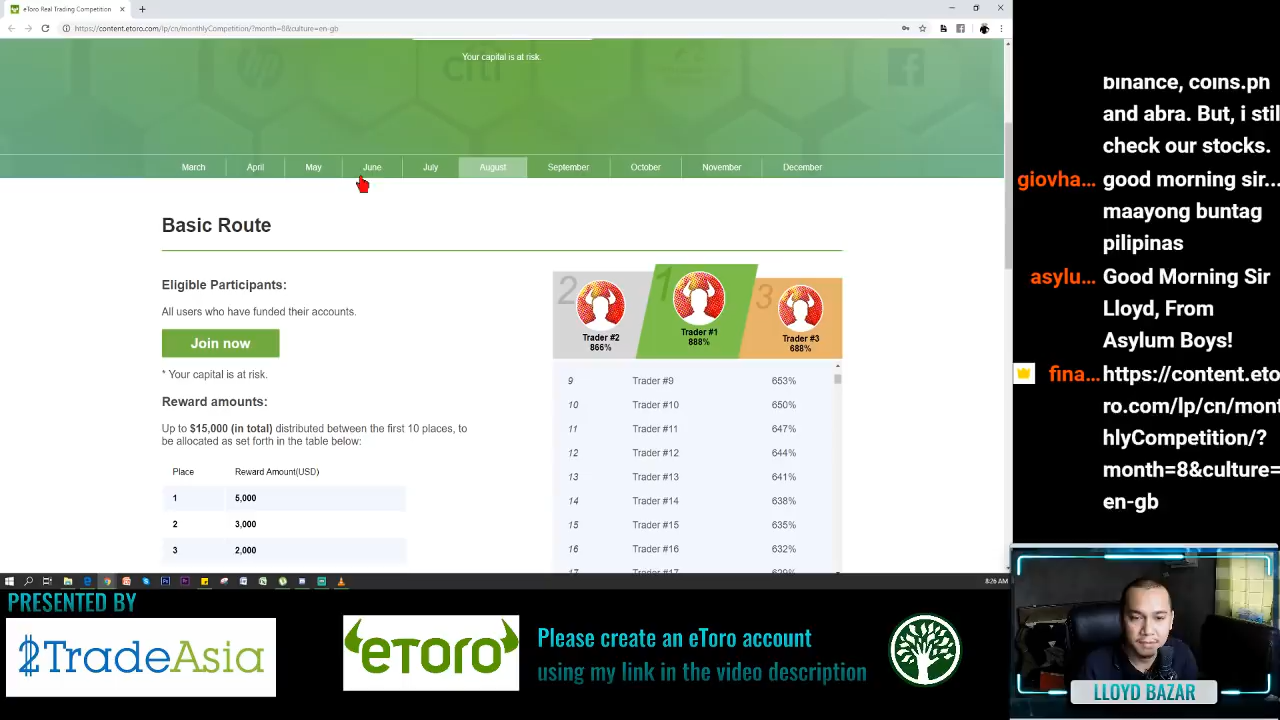 eToro Real Trading Competition
https://content.etoro.com/lp/cn/monthlyCompetition/?month=8&culture=en-gb
Your capital is at risk.
citi
March April May June July August September October November December
Basic Route
Eligible Participants:
All users who have funded their accounts.
Join now
* Your capital is at risk.
Reward amounts:
Up to $15,000 (in total) distributed between the first 10 places, to
be allocated as set forth in the table below:
Place Reward Amount(USD)
1 5,000
2 3,000
3 2,000
2 1 3
Trader #2
866%
Trader #1
888%
Trader #3
688%
9 Trader #9 653%
10 Trader #10 650%
11 Trader #11 647%
12 Trader #12 644%
13 Trader #13 641%
14 Trader #14 638%
15 Trader #15 635%
16 Trader #16 632%
17 Trader #17 629%
8:26 AM
binance, coins.ph
and abra. But, i stil
check our stocks.
giovha... good morning sir...
maayong buntag
pilipinas
asylu... Good Morning Sir
Lloyd, From
Asylum Boys!
fina... https://content.eto
ro.com/lp/cn/mont
hlyCompetition/?
month=8&culture=
en-gb
PRESENTED BY
2TradeAsia
eToro
Please create an eToro account
using my link in the video description
LLOYD BAZAR